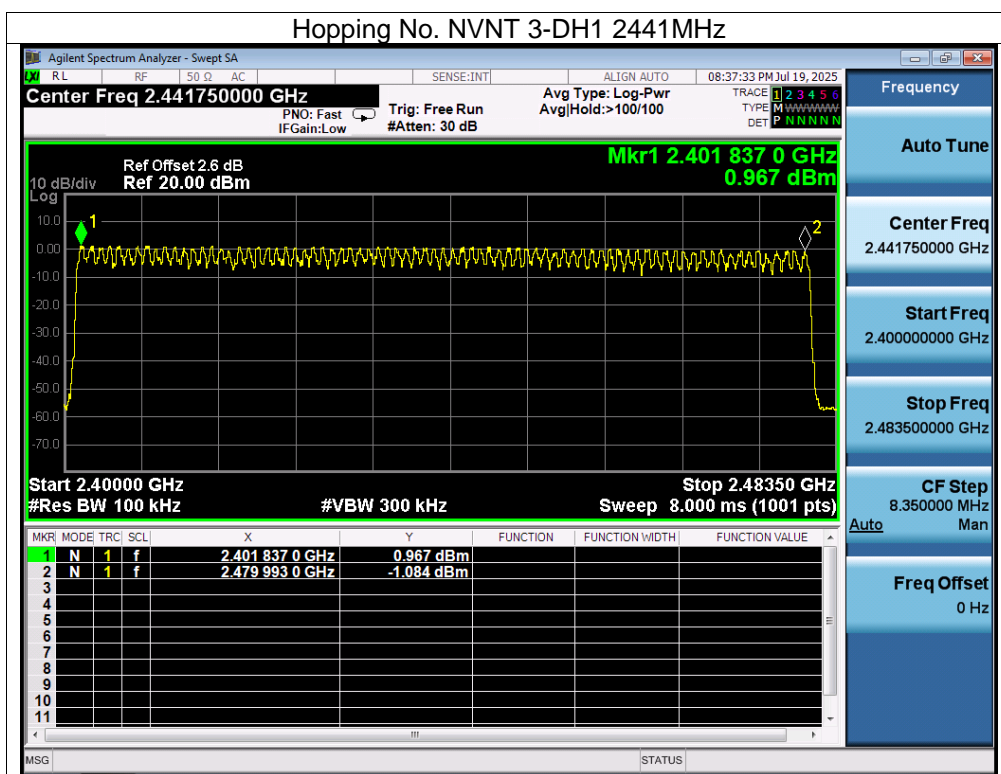 Hopping No. NVNT 3-DH1 2441MHz
Agilent Spectrum Analyzer - Swept SA
LXI RL RF 50 Ω AC SENSE:INT ALIGN AUTO 08:37:33 PM Jul 19, 2025
Center Freq 2.441750000 GHz
PNO: Fast
IFGain:Low
Trig: Free Run
#Atten: 30 dB
Avg Type: Log-Pwr
Avg|Hold:>100/100
TRACE 1 2 3 4 5 6
TYPE M WWWWW
DET P N N N N N
Frequency
Auto Tune
Center Freq
2.441750000 GHz
Start Freq
2.400000000 GHz
Stop Freq
2.483500000 GHz
CF Step
8.350000 MHz
Auto Man
Freq Offset
0 Hz
Ref Offset 2.6 dB
10 dB/div Ref 20.00 dBm
Log
Mkr1 2.401 837 0 GHz
0.967 dBm
10.0
0.00
-10.0
-20.0
-30.0
-40.0
-50.0
-60.0
-70.0
1
2
Start 2.40000 GHz Stop 2.48350 GHz
#Res BW 100 kHz #VBW 300 kHz Sweep 8.000 ms (1001 pts)
MKR MODE TRC SCL X Y FUNCTION FUNCTION WIDTH FUNCTION VALUE
1 N 1 f 2.401 837 0 GHz 0.967 dBm
2 N 1 f 2.479 993 0 GHz -1.084 dBm
3
4
5
6
7
8
9
10
11
MSG STATUS